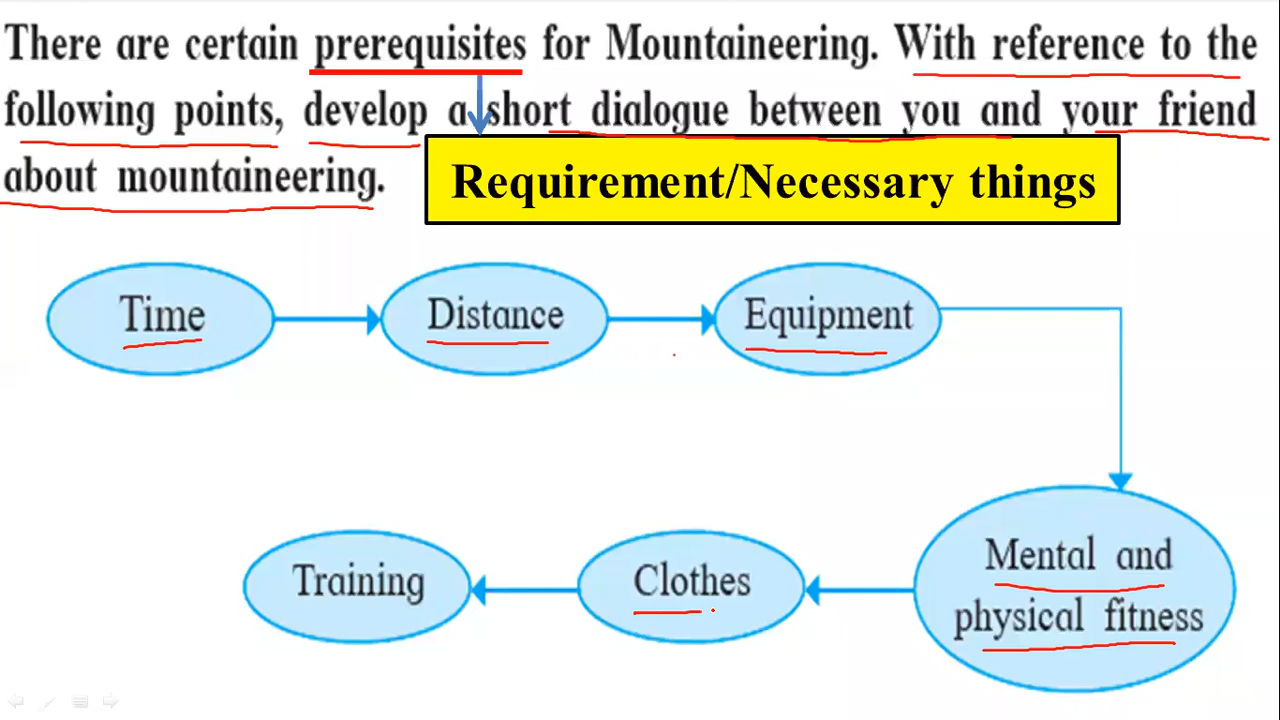 There are certain prerequisites for Mountaineering. With reference to the
following points, develop a short dialogue between you and your friend
about mountaineering.
Requirement/Necessary things
Time
Distance
Equipment
Mental and
physical fitness
Clothes
Training